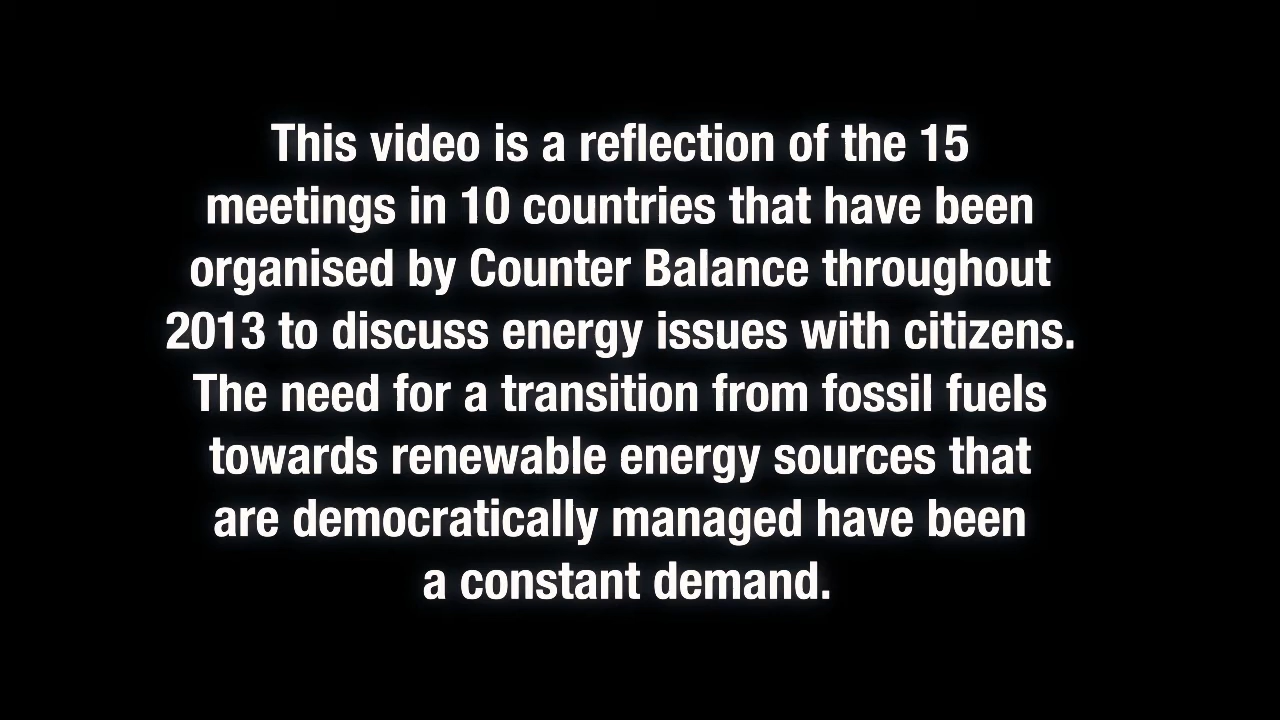 This video is a reflection of the 15
meetings in 10 countries that have been
organised by Counter Balance throughout
2013 to discuss energy issues with citizens.
The need for a transition from fossil fuels
towards renewable energy sources that
are democratically managed have been
a constant demand.